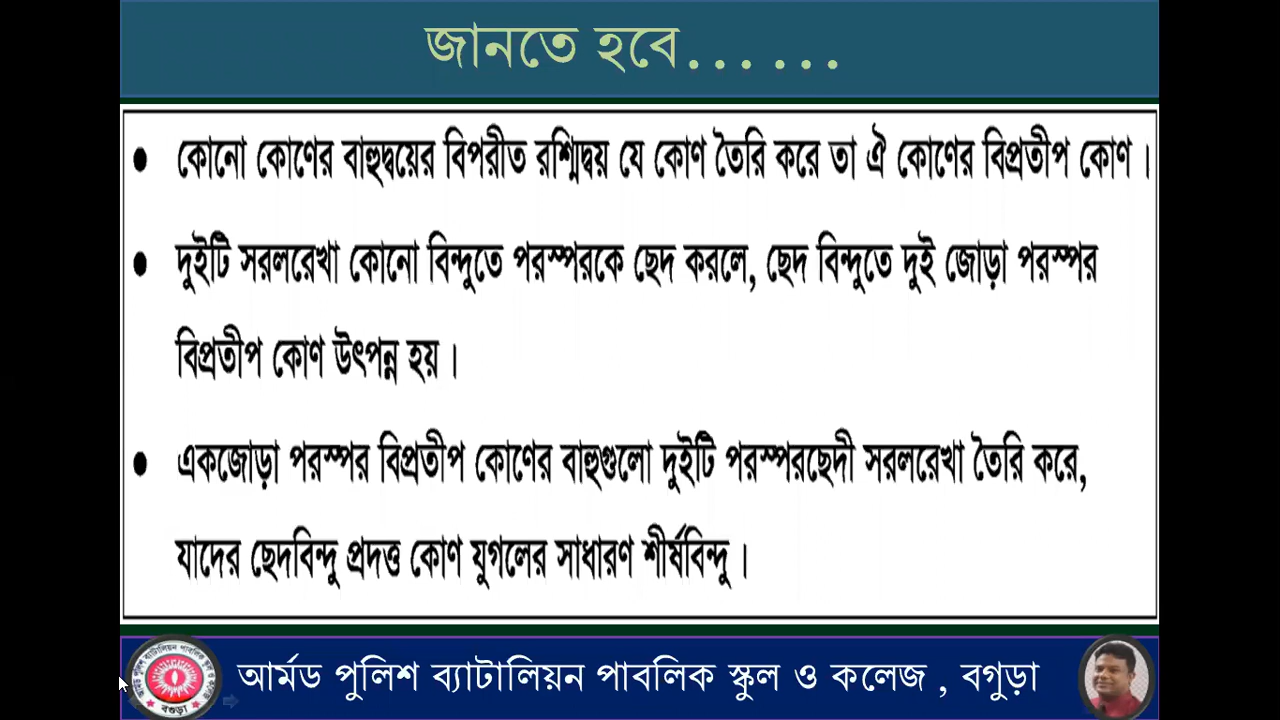 জানতে হবে......
• কোনো কোণের বাহুদ্বয়ের বিপরীত রশ্মিদ্বয় যে কোণ তৈরি করে তা ঐ কোণের বিপ্রতীপ কোণ।
• দুইটি সরলরেখা কোনো বিন্দুতে পরস্পরকে ছেদ করলে, ছেদ বিন্দুতে দুই জোড়া পরস্পর
বিপ্রতীপ কোণ উৎপন্ন হয়।
• একজোড়া পরস্পর বিপ্রতীপ কোণের বাহুগুলো দুইটি পরস্পরছেদী সরলরেখা তৈরি করে,
যাদের ছেদবিন্দু প্রদত্ত কোণ যুগলের সাধারণ শীর্ষবিন্দু।
আর্মড পুলিশ ব্যাটালিয়ন পাবলিক স্কুল ও কলেজ , বগুড়া
বগুড়া